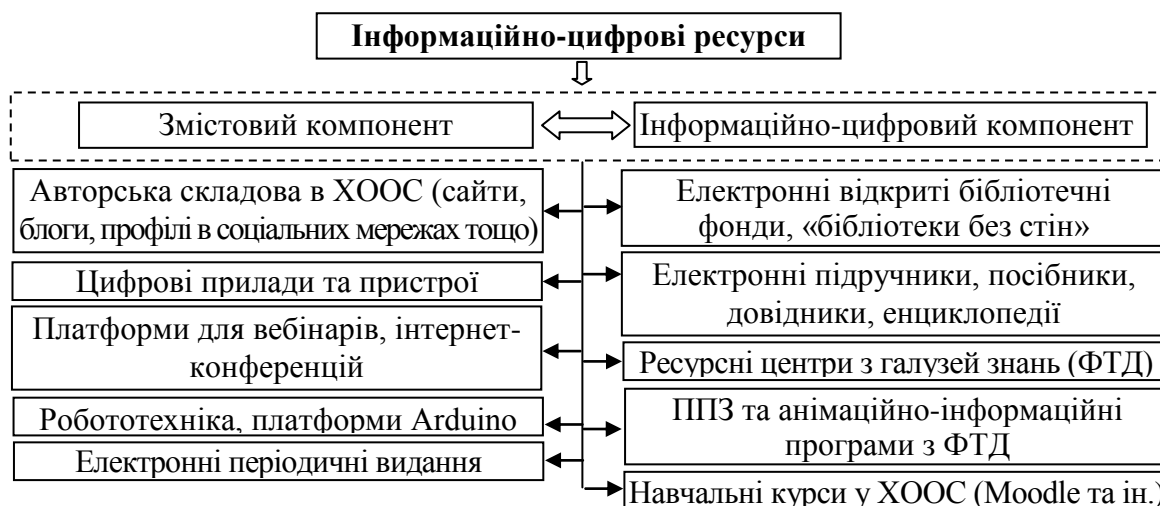 Інформаційно-цифрові ресурси
Змістовий компонент
Інформаційно-цифровий компонент
Авторська складова в ХООС (сайти,
блоги, профілі в соціальних мережах тощо)
Цифрові прилади та пристрої
Платформи для вебінарів, інтернет-
конференцій
Робототехніка, платформи Arduino
Електронні періодичні видання
Електронні відкриті бібліотечні
фонди, «бібліотеки без стін»
Електронні підручники, посібники,
довідники, енциклопедії
Ресурсні центри з галузей знань (ФТД)
ППЗ та анімаційно-інформаційні
програми з ФТД
Навчальні курси у ХООС (Moodle та ін.)